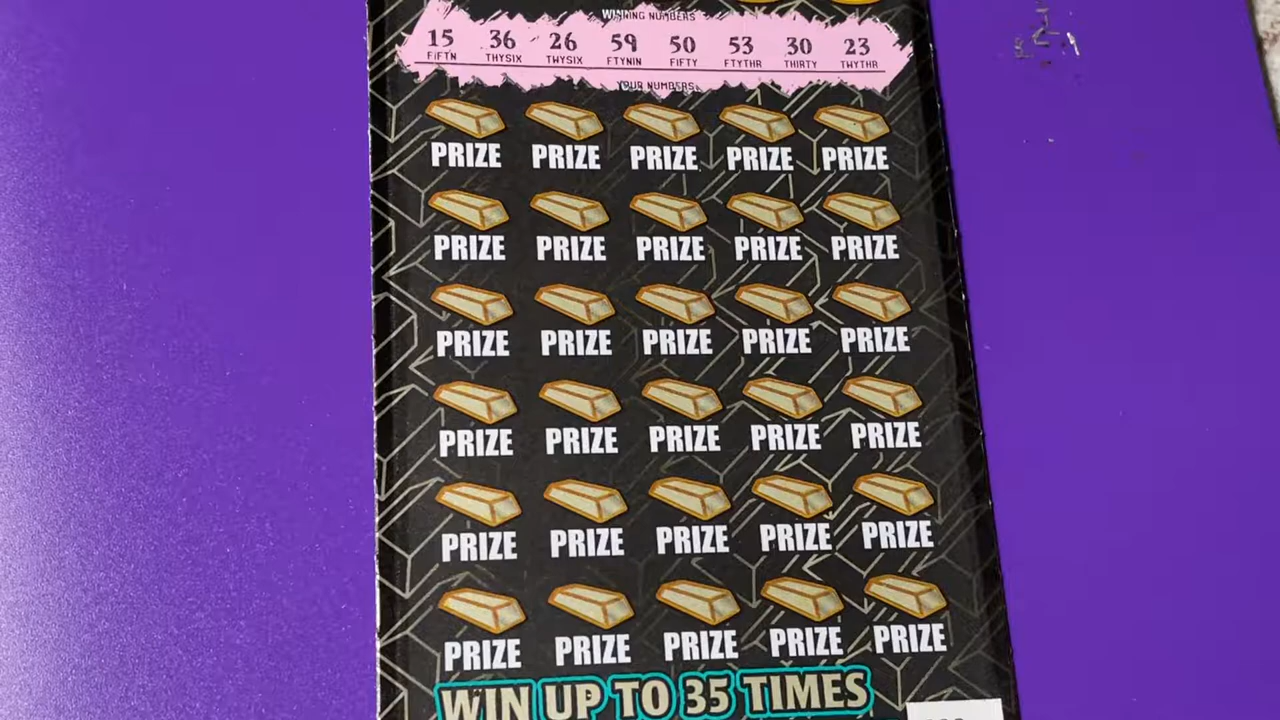 WINNING NUMBERS
15 36 26 59 50 53 30 23
FIFTN THYSIX TWYSIX FTYNIN FIFTY FTYTHR THIRTY TWYTHR
YOUR NUMBERS
PRIZE PRIZE PRIZE PRIZE PRIZE
PRIZE PRIZE PRIZE PRIZE PRIZE
PRIZE PRIZE PRIZE PRIZE PRIZE
PRIZE PRIZE PRIZE PRIZE PRIZE
PRIZE PRIZE PRIZE PRIZE PRIZE
PRIZE PRIZE PRIZE PRIZE PRIZE
WIN UP TO 35 TIMES